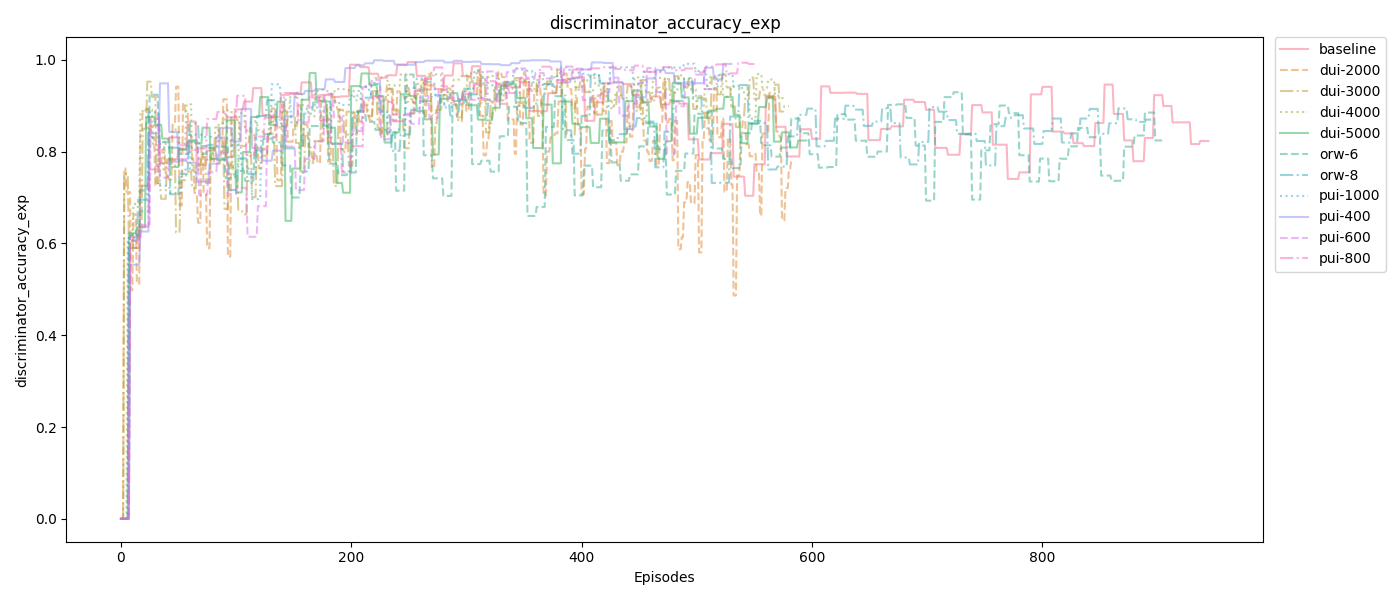 discriminator_accuracy_exp
discriminator_accuracy_exp
1.0
0.8
0.6
0.4
0.2
0.0
0
200
400
600
800
Episodes
baseline
dui-2000
dui-3000
dui-4000
dui-5000
orw-6
orw-8
pui-1000
pui-400
pui-600
pui-800